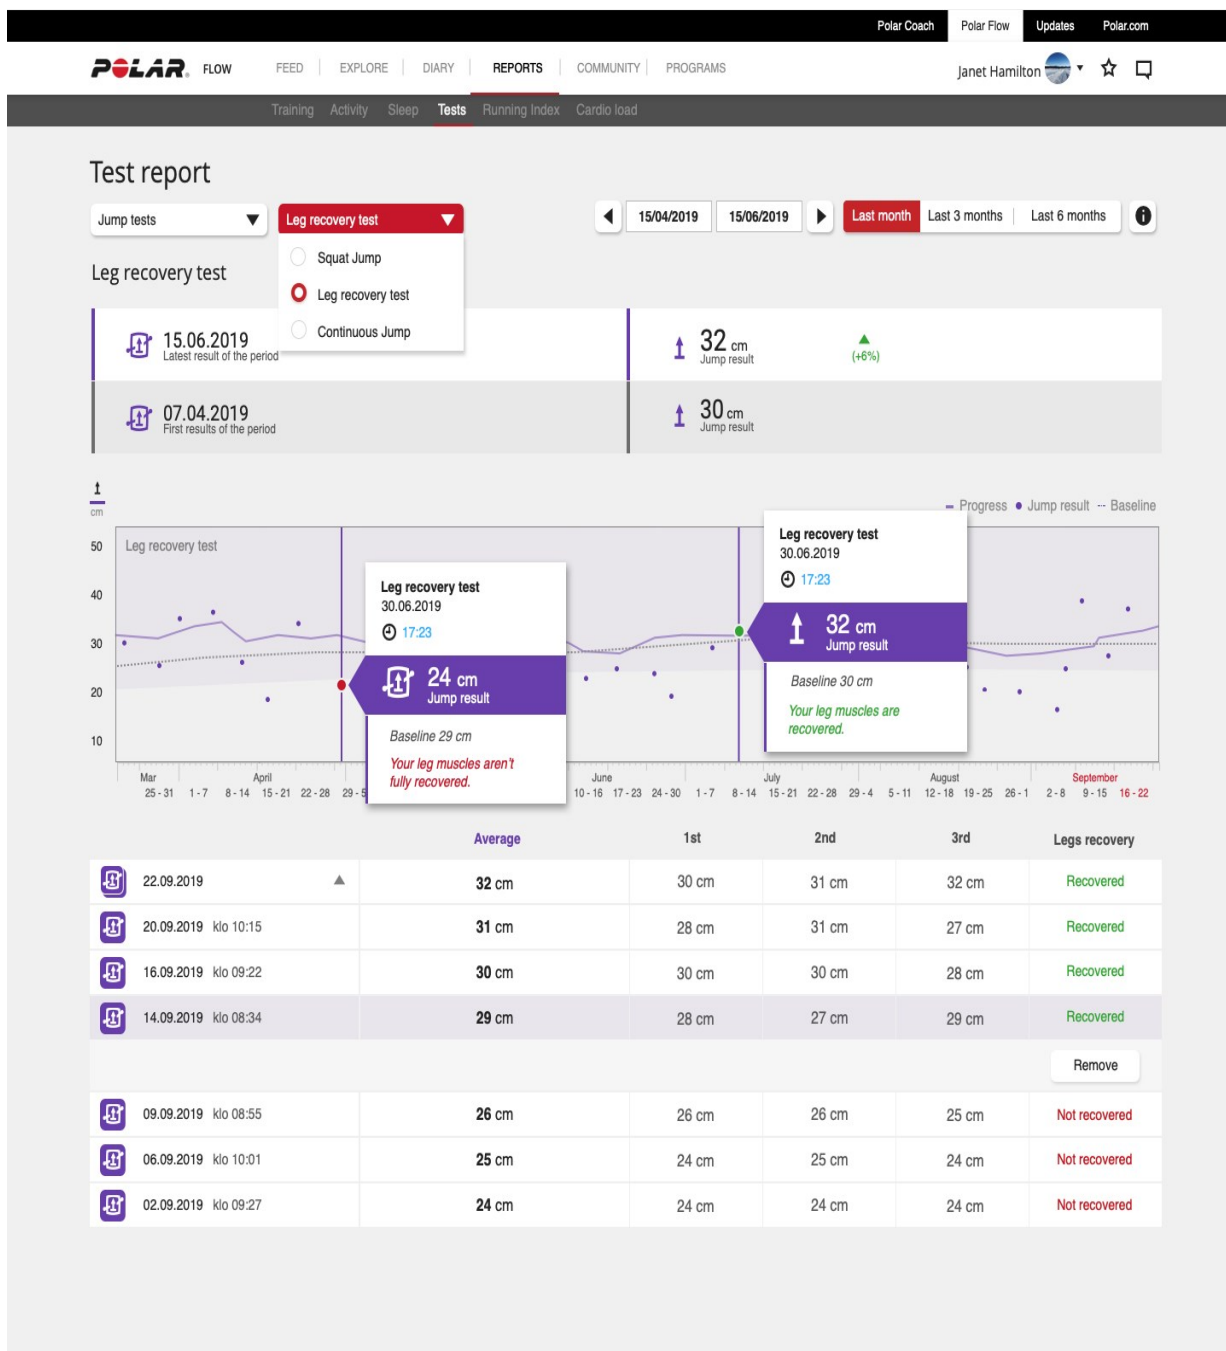 Polar Coach Polar Flow Updates Polar.com
POLAR. FLOW FEED EXPLORE DIARY REPORTS COMMUNITY PROGRAMS Janet Hamilton
Training Activity Sleep Tests Running Index Cardio load
Test report
Jump tests Leg recovery test 15/04/2019 15/06/2019 Last month Last 3 months Last 6 months
Squat Jump
Leg recovery test
Leg recovery test
Continuous Jump
15.06.2019
Latest result of the period
32 cm
Jump result
(+6%)
07.04.2019
First results of the period
30 cm
Jump result
cm
Progress Jump result Baseline
Leg recovery test
50
40
30
20
10
Leg recovery test
30.06.2019
17:23
24 cm
Jump result
Baseline 29 cm
Your leg muscles aren't
fully recovered.
Leg recovery test
30.06.2019
17:23
32 cm
Jump result
Baseline 30 cm
Your leg muscles are
recovered.
Mar April June July August September
25 - 31 1 - 7 8 - 14 15 - 21 22 - 28 29 - 5 10 - 16 17 - 23 24 - 30 1 - 7 8 - 14 15 - 21 22 - 28 29 - 4 5 - 11 12 - 18 19 - 25 26 - 1 2 - 8 9 - 15 16 - 22
Average 1st 2nd 3rd Legs recovery
22.09.2019 32 cm 30 cm 31 cm 32 cm Recovered
20.09.2019 klo 10:15 31 cm 28 cm 31 cm 27 cm Recovered
16.09.2019 klo 09:22 30 cm 30 cm 30 cm 28 cm Recovered
14.09.2019 klo 08:34 29 cm 28 cm 27 cm 29 cm Recovered
Remove
09.09.2019 klo 08:55 26 cm 26 cm 26 cm 25 cm Not recovered
06.09.2019 klo 10:01 25 cm 24 cm 25 cm 24 cm Not recovered
02.09.2019 klo 09:27 24 cm 24 cm 24 cm 24 cm Not recovered